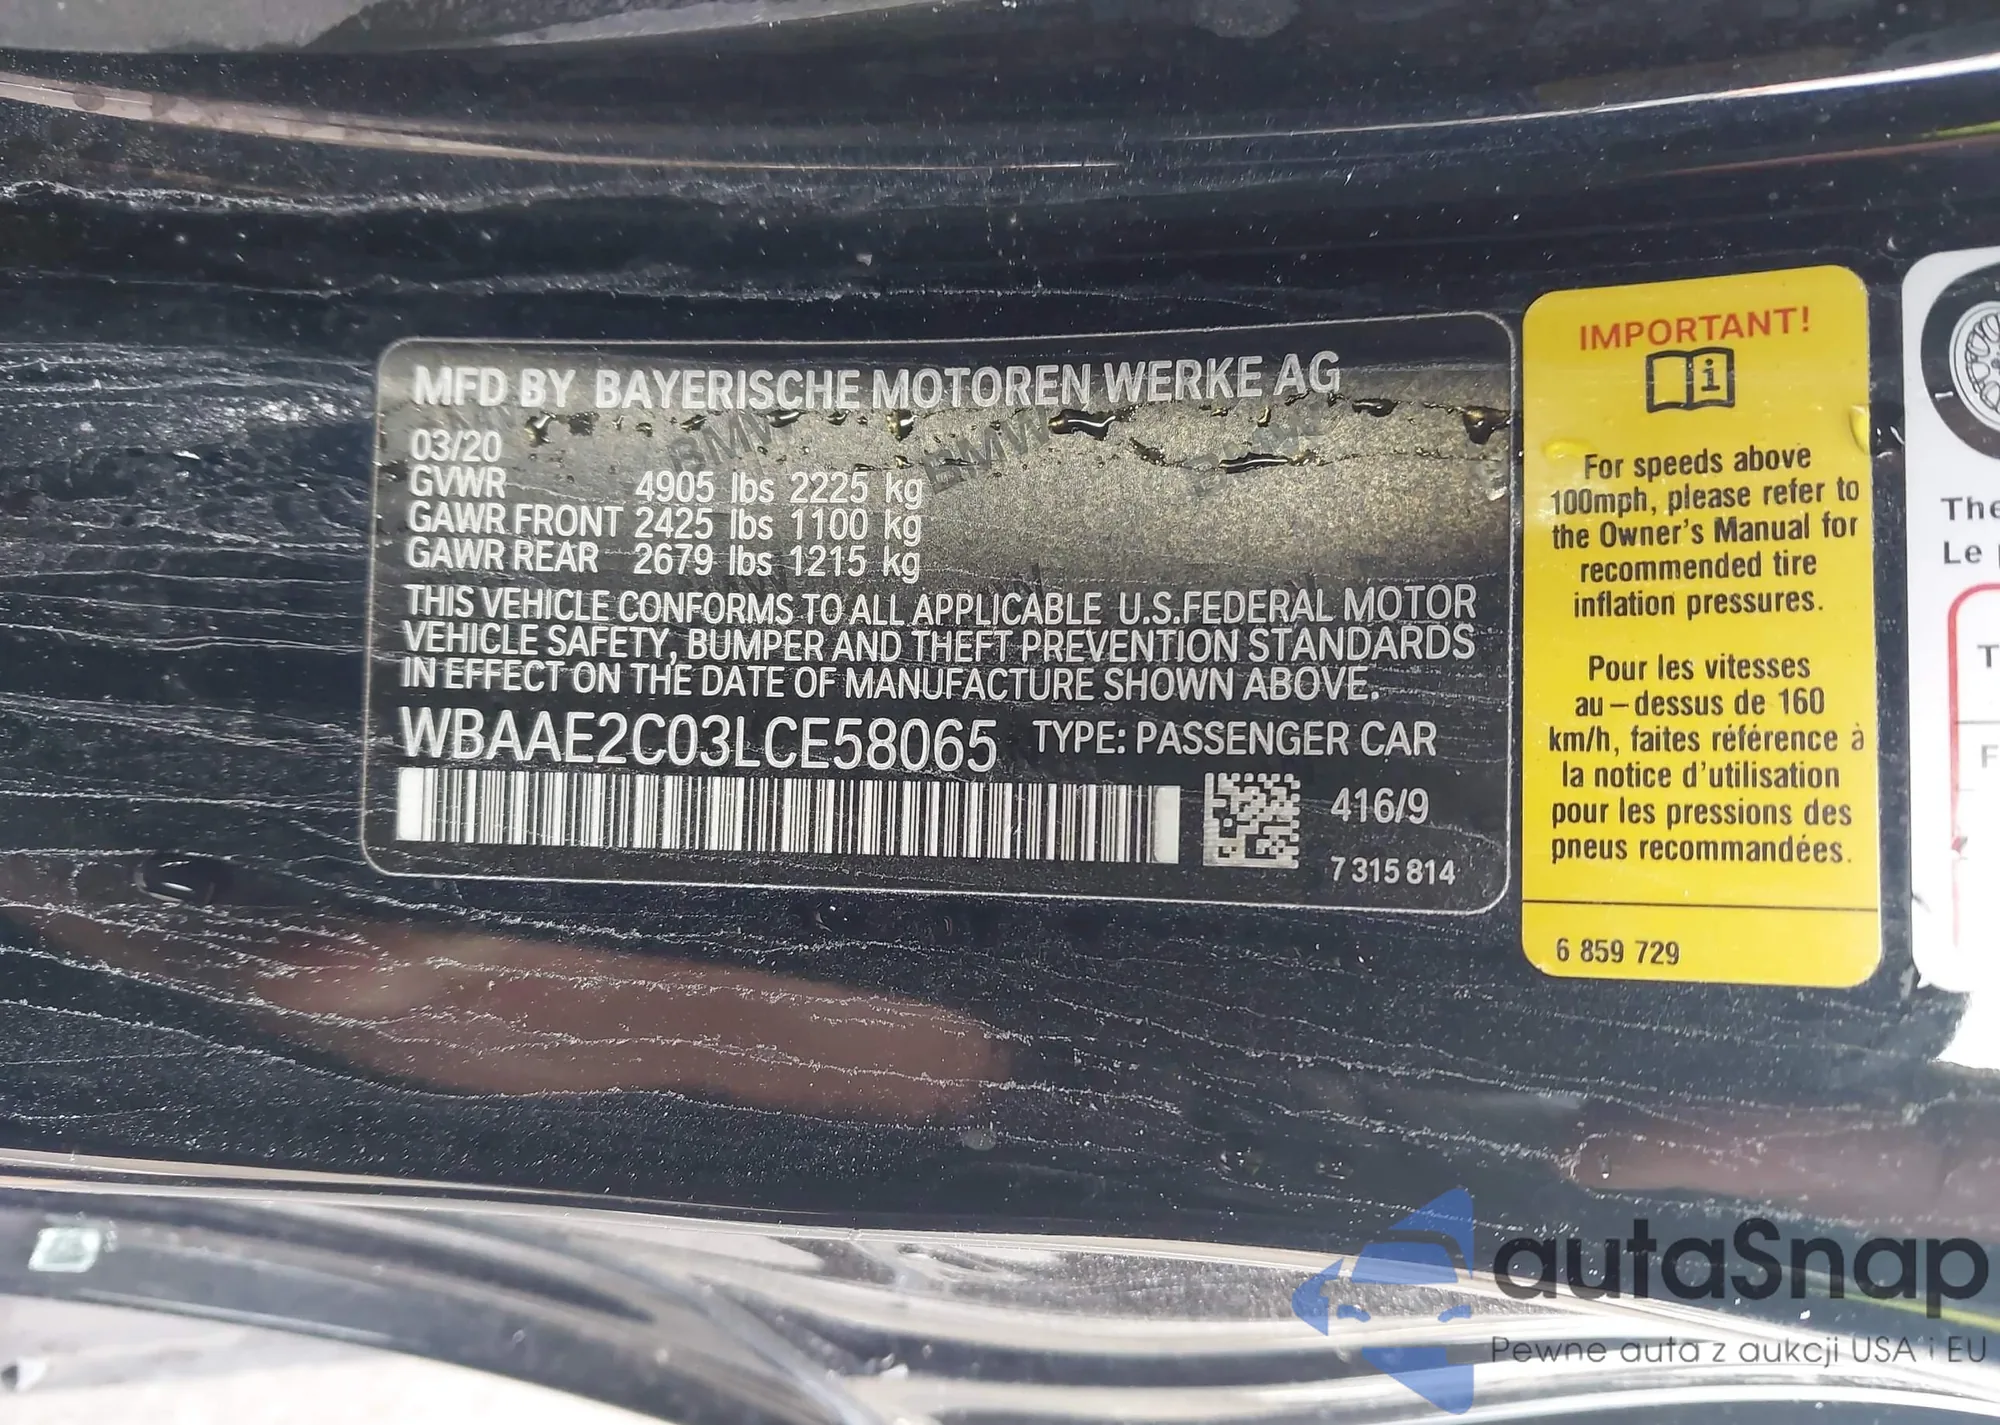 MFD BY BAYERISCHE MOTOREN WERKE AG
03/20
GVWR 4905 lbs 2225 kg
GAWR FRONT 2425 lbs 1100 kg
GAWR REAR 2679 lbs 1215 kg
THIS VEHICLE CONFORMS TO ALL APPLICABLE U.S.FEDERAL MOTOR
VEHICLE SAFETY, BUMPER AND THEFT PREVENTION STANDARDS
IN EFFECT ON THE DATE OF MANUFACTURE SHOWN ABOVE.
WBAAE2C03LCE58065 TYPE: PASSENGER CAR
416/9
7 315 814
BMW BMW BMW
IMPORTANT!
i
For speeds above
100mph, please refer to
the Owner's Manual for
recommended tire
inflation pressures.
Pour les vitesses
au–dessus de 160
km/h, faites référence à
la notice d'utilisation
pour les pressions des
pneus recommandées.
6 859 729
The
Le
T
F
autaSnap
Pewne auta z aukcji USA i EU